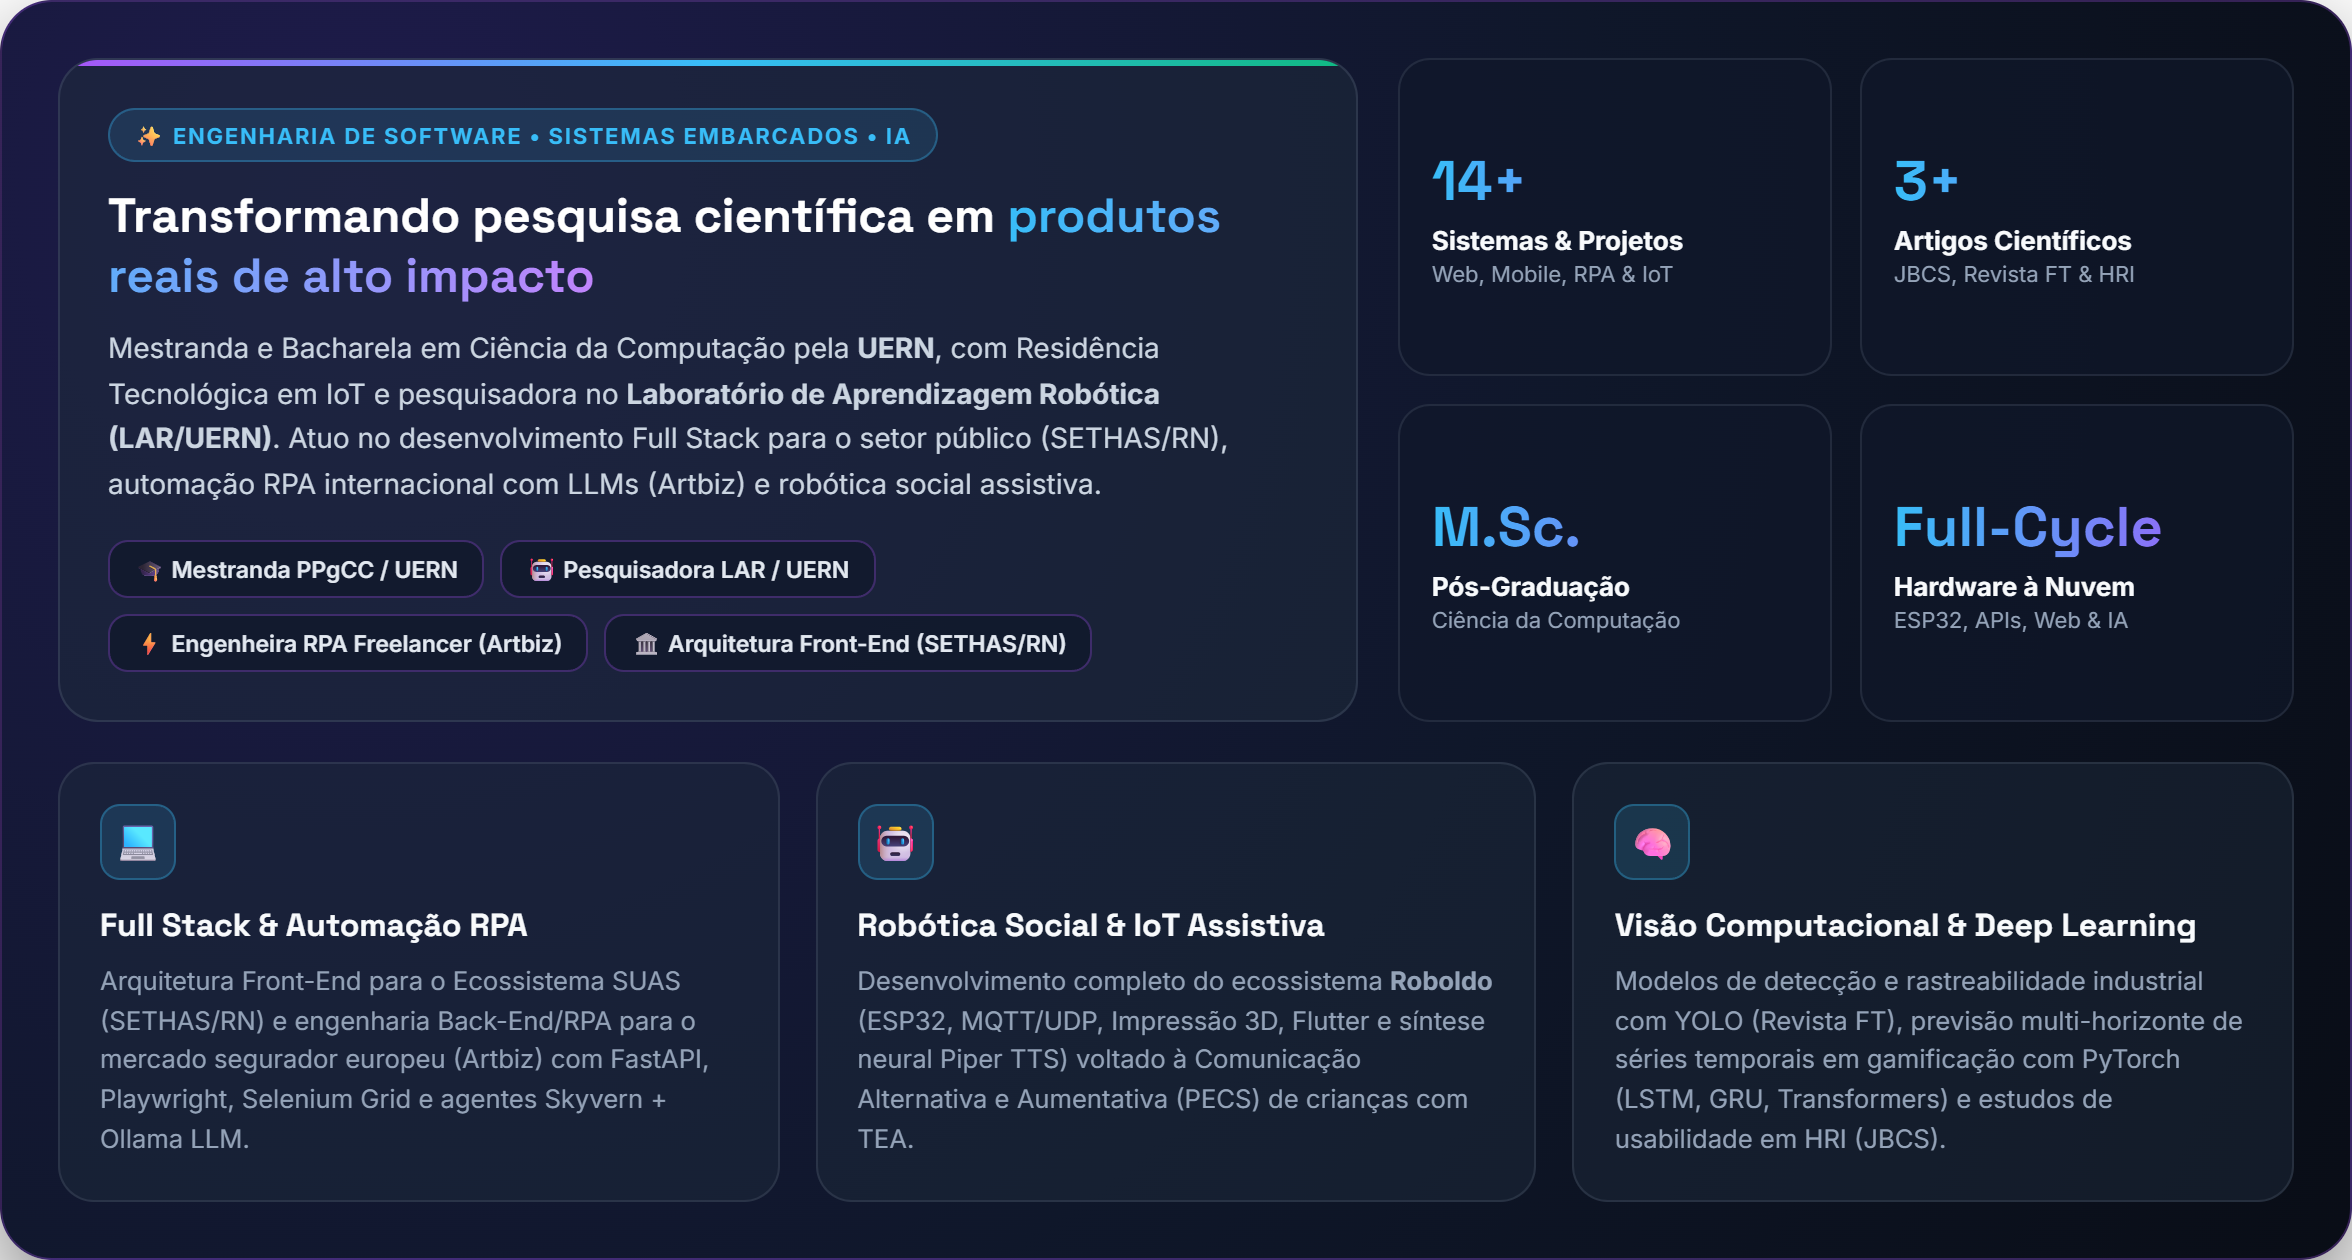 ✨ ENGENHARIA DE SOFTWARE • SISTEMAS EMBARCADOS • IA
Transformando pesquisa científica em produtos
reais de alto impacto
Mestranda e Bacharela em Ciência da Computação pela UERN, com Residência
Tecnológica em IoT e pesquisadora no Laboratório de Aprendizagem Robótica
(LAR/UERN). Atuo no desenvolvimento Full Stack para o setor público (SETHAS/RN),
automação RPA internacional com LLMs (Artbiz) e robótica social assistiva.
🎓 Mestranda PPgCC / UERN
🤖 Pesquisadora LAR / UERN
⚡ Engenheira RPA Freelancer (Artbiz)
🏛️ Arquitetura Front-End (SETHAS/RN)
14+
Sistemas & Projetos
Web, Mobile, RPA & IoT
3+
Artigos Científicos
JBCS, Revista FT & HRI
M.Sc.
Pós-Graduação
Ciência da Computação
Full-Cycle
Hardware à Nuvem
ESP32, APIs, Web & IA
Full Stack & Automação RPA
Arquitetura Front-End para o Ecossistema SUAS
(SETHAS/RN) e engenharia Back-End/RPA para o
mercado segurador europeu (Artbiz) com FastAPI,
Playwright, Selenium Grid e agentes Skyvern +
Ollama LLM.
Robótica Social & IoT Assistiva
Desenvolvimento completo do ecossistema Roboldo
(ESP32, MQTT/UDP, Impressão 3D, Flutter e síntese
neural Piper TTS) voltado à Comunicação
Alternativa e Aumentativa (PECS) de crianças com
TEA.
Visão Computacional & Deep Learning
Modelos de detecção e rastreabilidade industrial
com YOLO (Revista FT), previsão multi-horizonte de
séries temporais em gamificação com PyTorch
(LSTM, GRU, Transformers) e estudos de
usabilidade em HRI (JBCS).